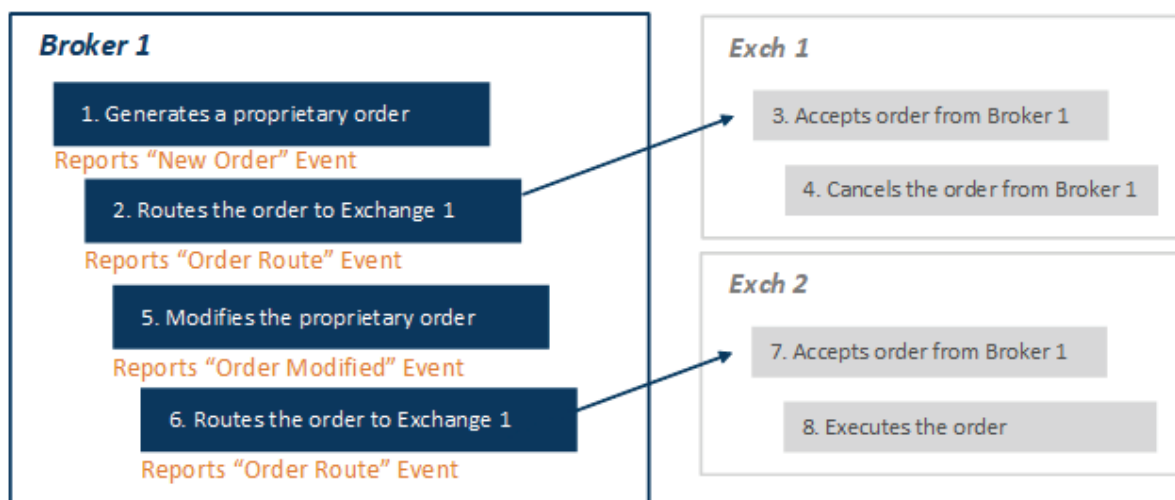 Broker 1
1. Generates a proprietary order
Reports “New Order” Event
2. Routes the order to Exchange 1
Reports “Order Route” Event
5. Modifies the proprietary order
Reports “Order Modified” Event
6. Routes the order to Exchange 1
Reports “Order Route” Event
Exch 1
3. Accepts order from Broker 1
4. Cancels the order from Broker 1
Exch 2
7. Accepts order from Broker 1
8. Executes the order